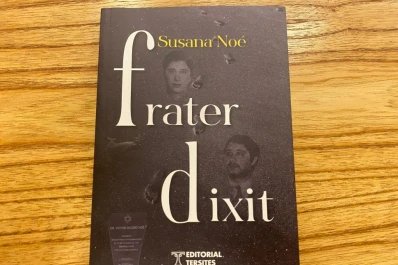 Susana Noé
frater
dixit
EDITORIAL
TERSITES